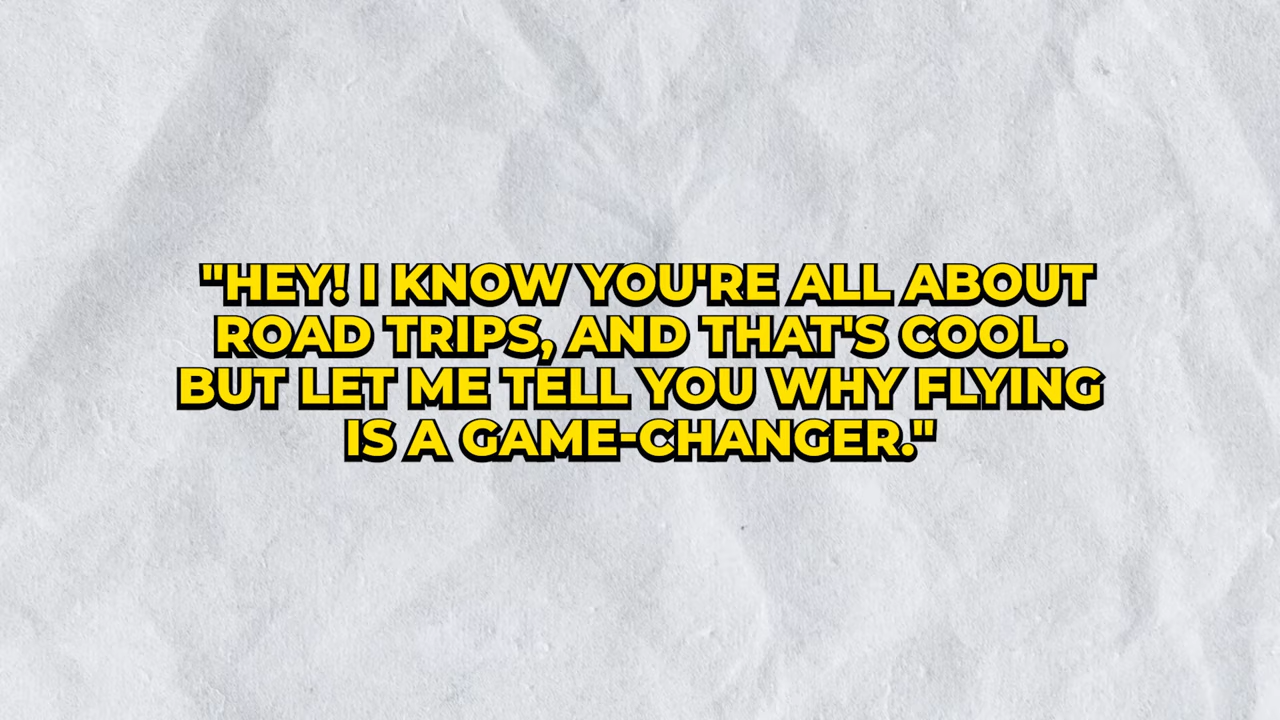 "HEY! I KNOW YOU'RE ALL ABOUT
ROAD TRIPS, AND THAT'S COOL.
BUT LET ME TELL YOU WHY FLYING
IS A GAME-CHANGER."